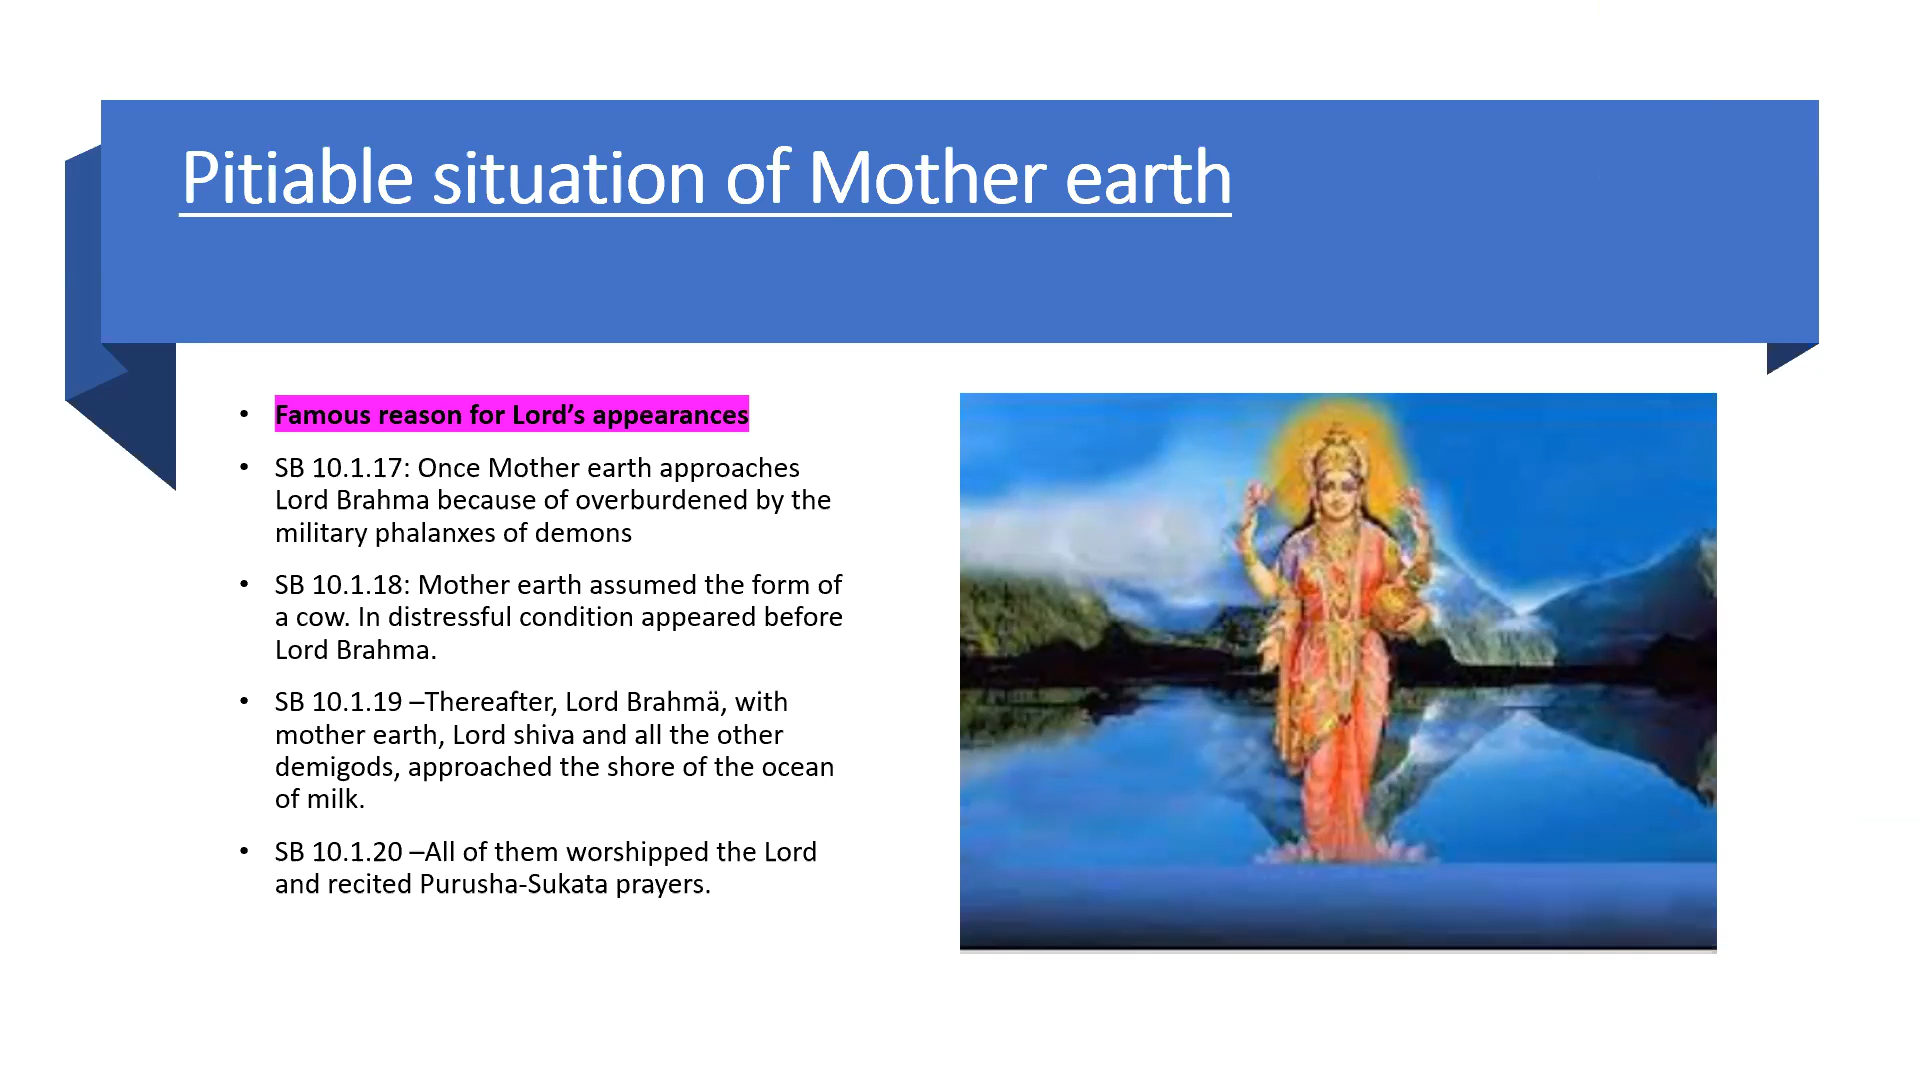 Pitiable situation of Mother earth
• Famous reason for Lord’s appearances
• SB 10.1.17: Once Mother earth approaches
Lord Brahma because of overburdened by the
military phalanxes of demons
• SB 10.1.18: Mother earth assumed the form of
a cow. In distressful condition appeared before
Lord Brahma.
• SB 10.1.19 –Thereafter, Lord Brahmä, with
mother earth, Lord shiva and all the other
demigods, approached the shore of the ocean
of milk.
• SB 10.1.20 –All of them worshipped the Lord
and recited Purusha-Sukata prayers.